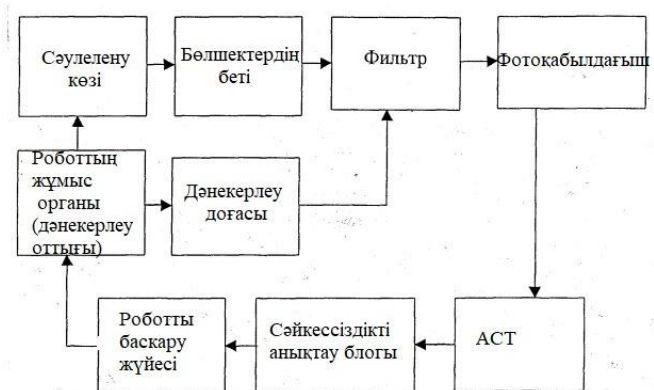 Сәулелену
көзі
Бөлшектердің
беті
Фильтр
Фотоқабылдағыш
Роботтың
жұмыс
органы
(дәнекерлеу
оттығы)
Дәнекерлеу
доғасы
Роботты
баскару
жүйесі
Сәйкессіздікті
анықтау блогы
АСТ